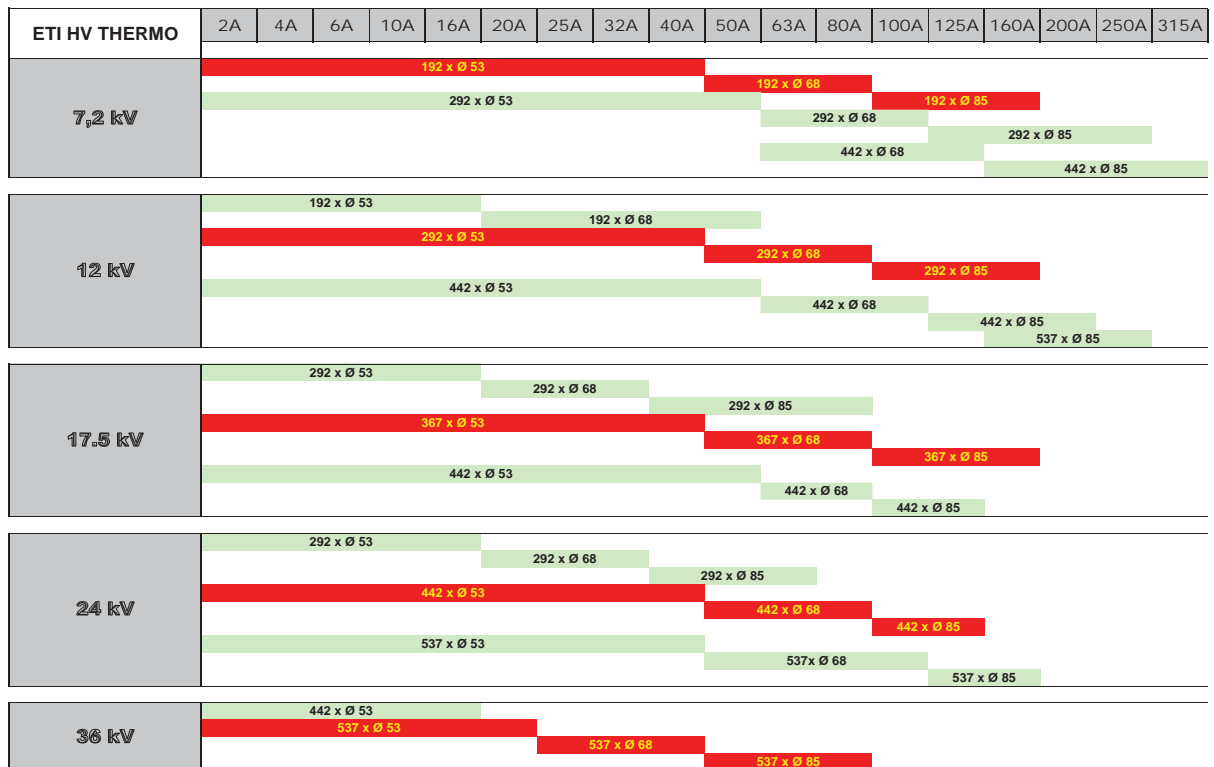 ETI HV THERMO 2A 4A 6A 10A 16A 20A 25A 32A 40A 50A 63A 80A 100A 125A 160A 200A 250A 315A
7,2 kV
192 x Ø 53
192 x Ø 68
292 x Ø 53 192 x Ø 85
292 x Ø 68
292 x Ø 85
442 x Ø 68
442 x Ø 85
12 kV
192 x Ø 53
192 x Ø 68
292 x Ø 53
292 x Ø 68
292 x Ø 85
442 x Ø 53
442 x Ø 68
442 x Ø 85
537 x Ø 85
17.5 kV
292 x Ø 53
292 x Ø 68
292 x Ø 85
367 x Ø 53
367 x Ø 68
367 x Ø 85
442 x Ø 53
442 x Ø 68
442 x Ø 85
24 kV
292 x Ø 53
292 x Ø 68
292 x Ø 85
442 x Ø 53
442 x Ø 68
442 x Ø 85
537 x Ø 53
537x Ø 68
537 x Ø 85
36 kV
442 x Ø 53
537 x Ø 53
537 x Ø 68
537 x Ø 85